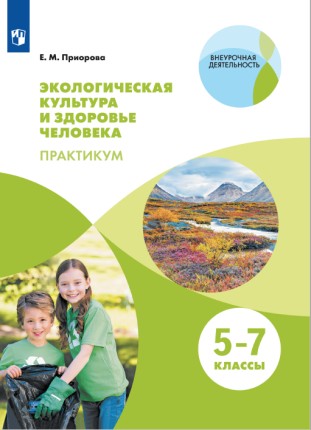 Е. М. Приорова
ВНЕУРОЧНАЯ
ДЕЯТЕЛЬНОСТЬ
ЭКОЛОГИЧЕСКАЯ
КУЛЬТУРА
И ЗДОРОВЬЕ
ЧЕЛОВЕКА
ПРАКТИКУМ
5–7
КЛАССЫ